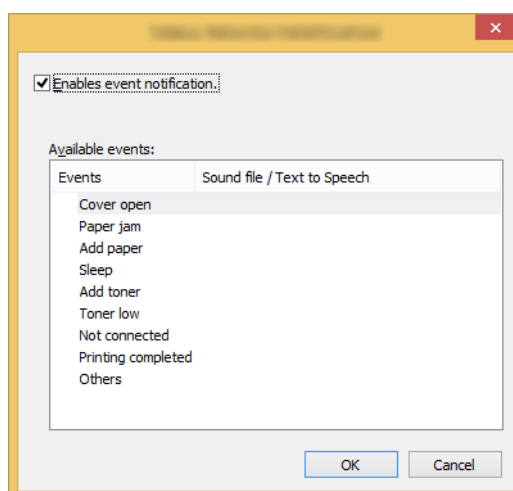 Enables event notification.
Available events:
Events Sound file / Text to Speech
Cover open
Paper jam
Add paper
Sleep
Add toner
Toner low
Not connected
Printing completed
Others
OK Cancel